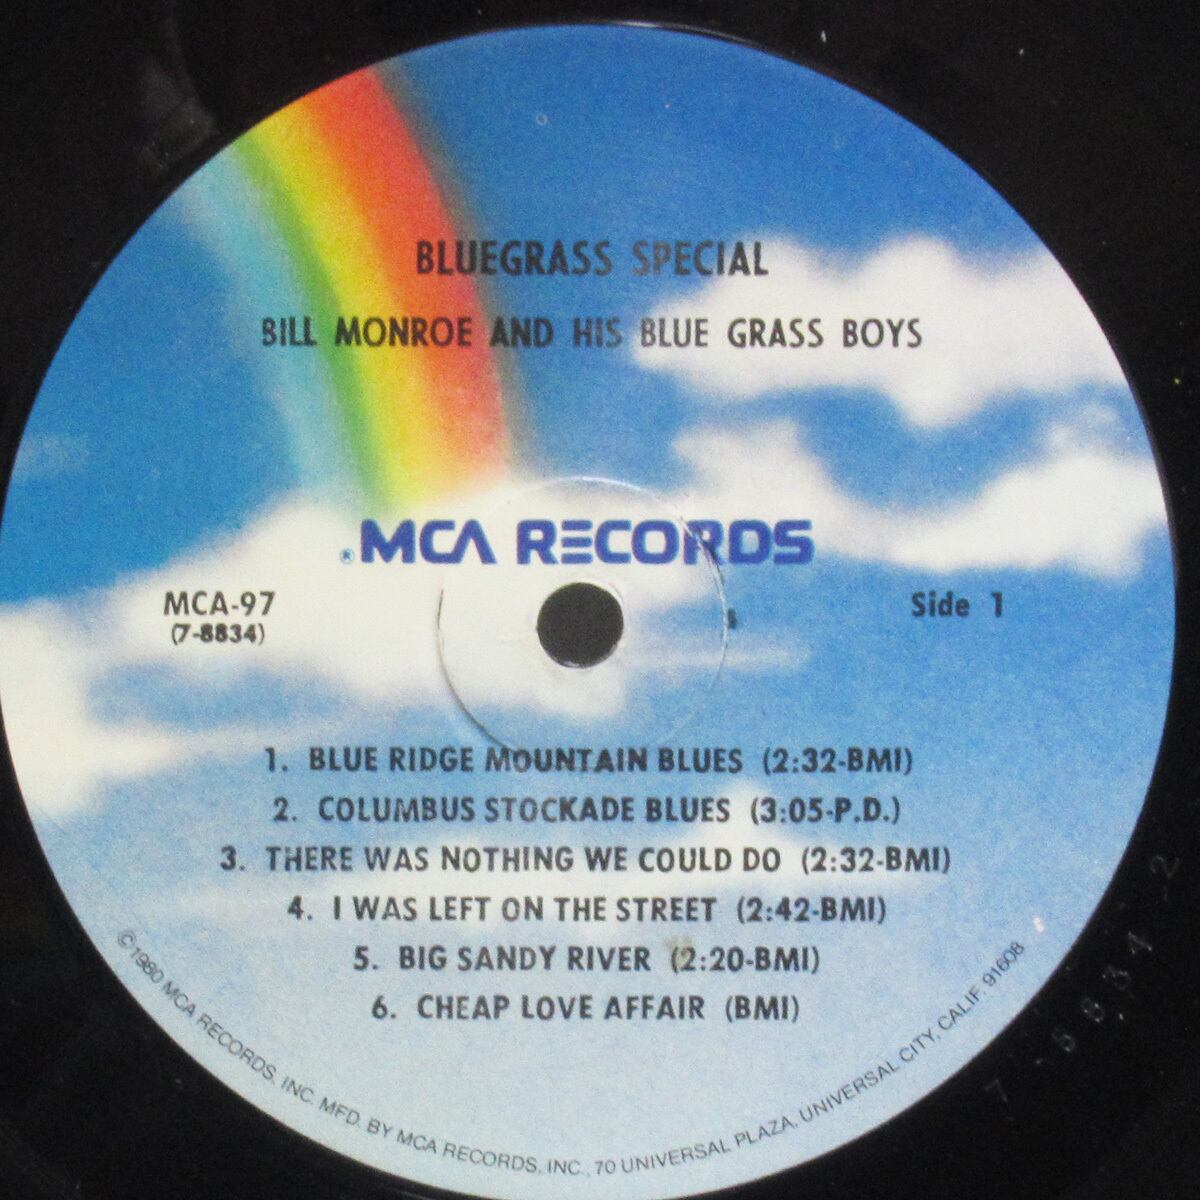 BLUEGRASS SPECIAL
BILL MONROE AND HIS BLUE GRASS BOYS
®MCA RECORDS
MCA-97
(7-8834)
Side 1
1. BLUE RIDGE MOUNTAIN BLUES (2:32-BMI)
2. COLUMBUS STOCKADE BLUES (3:05-P.D.)
3. THERE WAS NOTHING WE COULD DO (2:32-BMI)
4. I WAS LEFT ON THE STREET (2:42-BMI)
5. BIG SANDY RIVER (2:20-BMI)
6. CHEAP LOVE AFFAIR (BMI)
©1980 MCA RECORDS, INC. MFD. BY MCA RECORDS, INC., 70 UNIVERSAL PLAZA, UNIVERSAL CITY, CALIF. 91608